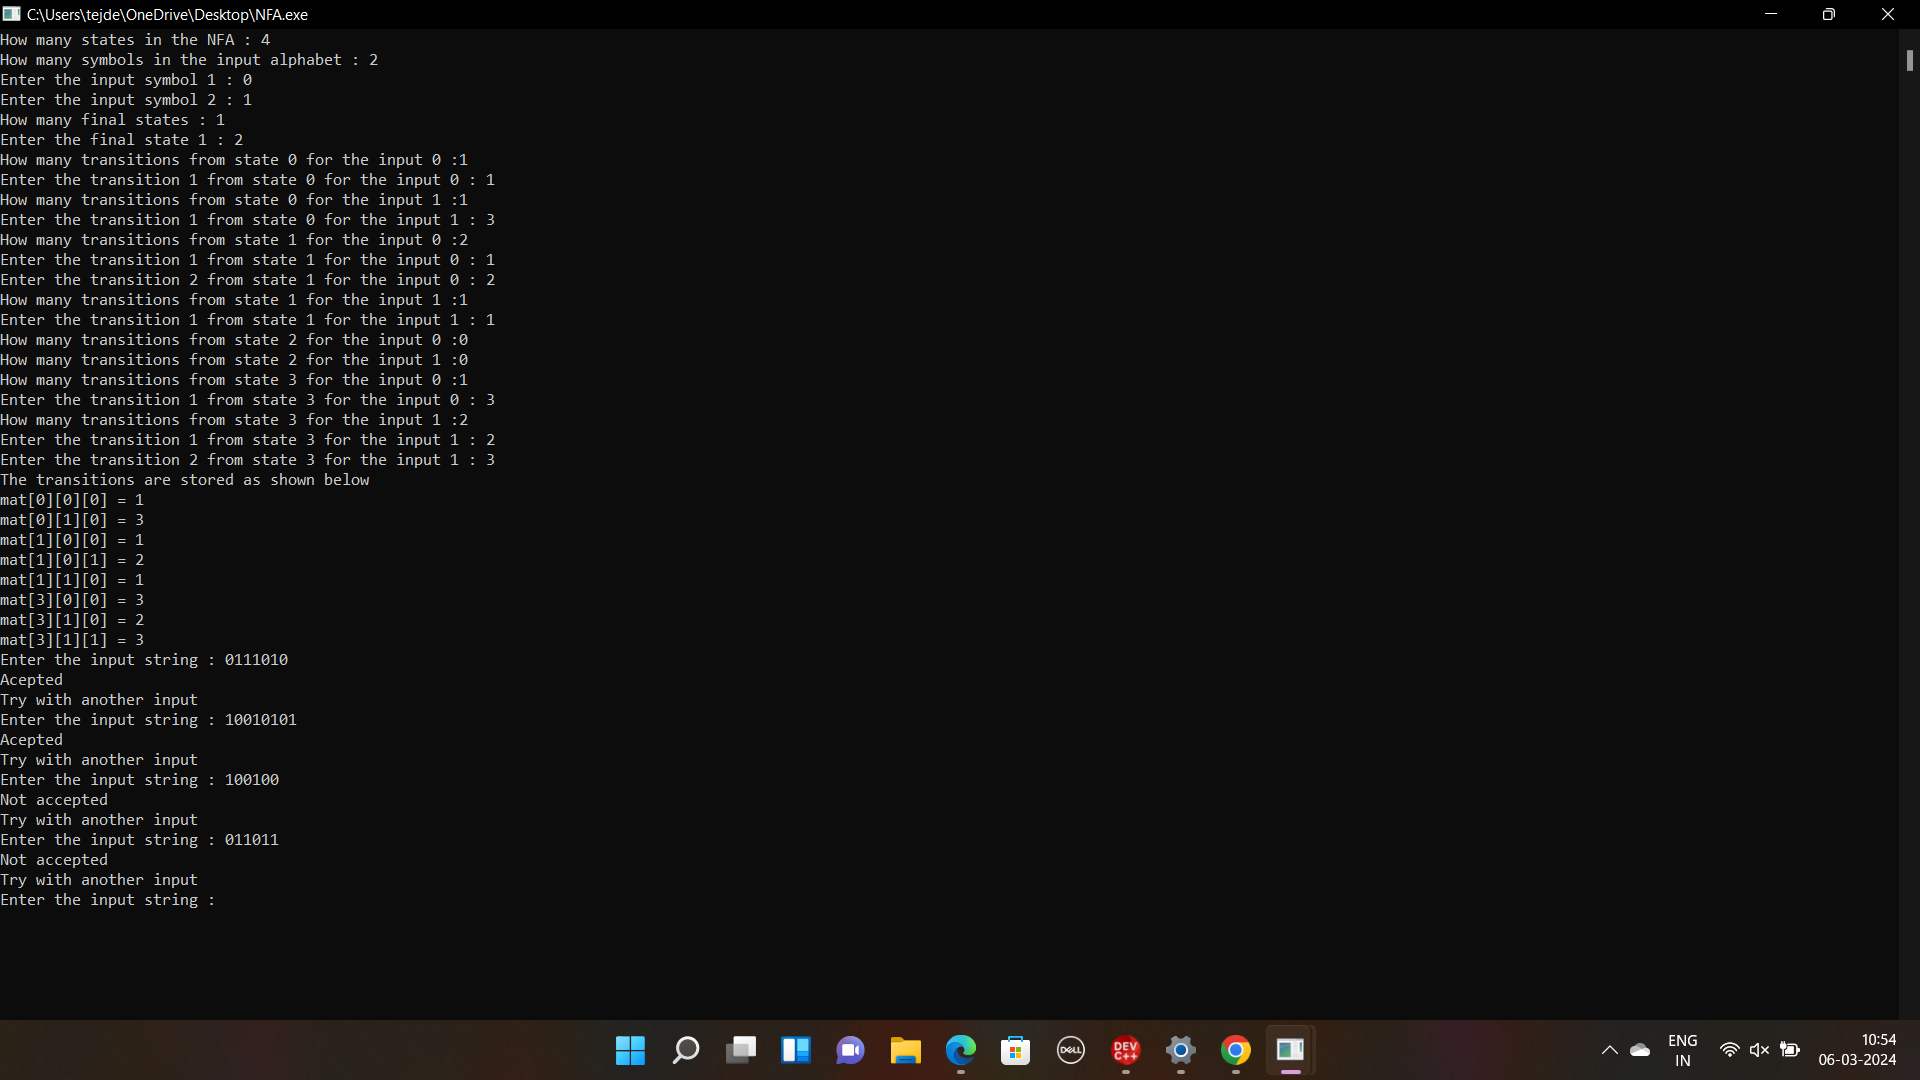 C:\Users\tejde\OneDrive\Desktop\NFA.exe
How many states in the NFA : 4
How many symbols in the input alphabet : 2
Enter the input symbol 1 : 0
Enter the input symbol 2 : 1
How many final states : 1
Enter the final state 1 : 2
How many transitions from state 0 for the input 0 :1
Enter the transition 1 from state 0 for the input 0 : 1
How many transitions from state 0 for the input 1 :1
Enter the transition 1 from state 0 for the input 1 : 3
How many transitions from state 1 for the input 0 :2
Enter the transition 1 from state 1 for the input 0 : 1
Enter the transition 2 from state 1 for the input 0 : 2
How many transitions from state 1 for the input 1 :1
Enter the transition 1 from state 1 for the input 1 : 1
How many transitions from state 2 for the input 0 :0
How many transitions from state 2 for the input 1 :0
How many transitions from state 3 for the input 0 :1
Enter the transition 1 from state 3 for the input 0 : 3
How many transitions from state 3 for the input 1 :2
Enter the transition 1 from state 3 for the input 1 : 2
Enter the transition 2 from state 3 for the input 1 : 3
The transitions are stored as shown below
mat[0][0][0] = 1
mat[0][1][0] = 3
mat[1][0][0] = 1
mat[1][0][1] = 2
mat[1][1][0] = 1
mat[3][0][0] = 3
mat[3][1][0] = 2
mat[3][1][1] = 3
Enter the input string : 0111010
Acepted
Try with another input
Enter the input string : 10010101
Acepted
Try with another input
Enter the input string : 100100
Not accepted
Try with another input
Enter the input string : 011011
Not accepted
Try with another input
Enter the input string :
DELL
DEV
C++
ENG
IN
10:54
06-03-2024